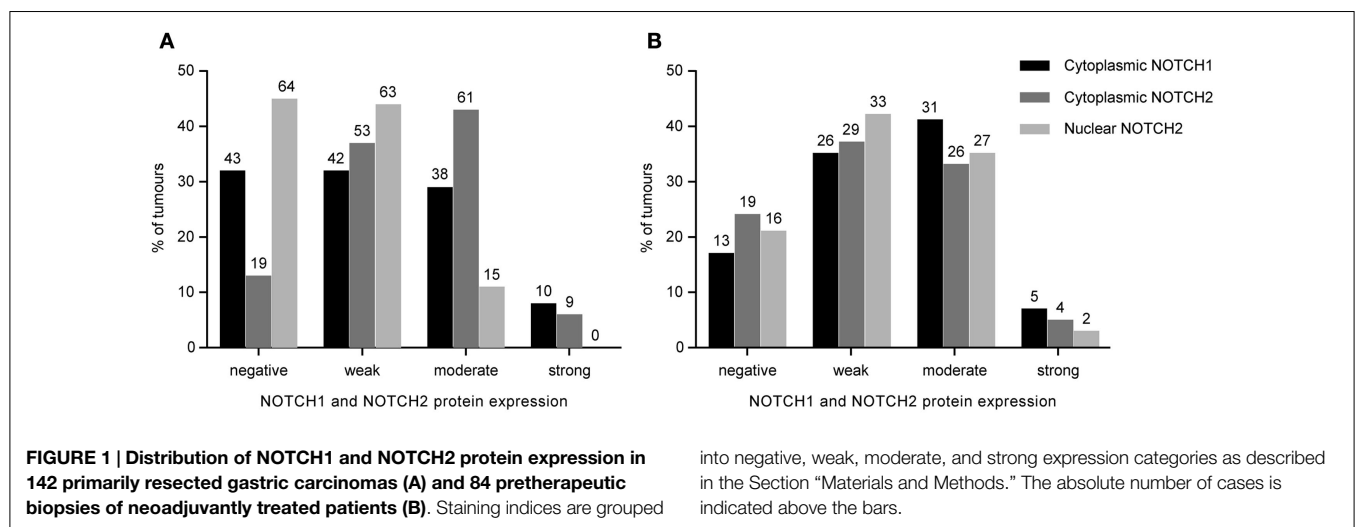 A
% of tumours
50
40
30
20
10
0
43
19
64
42
53
63
38
61
15
10
9
0
negative
weak
moderate
strong
NOTCH1 and NOTCH2 protein expression
B
% of tumours
50
40
30
20
10
0
13
19
16
26
29
33
31
26
27
5
4
2
negative
weak
moderate
strong
NOTCH1 and NOTCH2 protein expression
Cytoplasmic NOTCH1
Cytoplasmic NOTCH2
Nuclear NOTCH2
FIGURE 1 | Distribution of NOTCH1 and NOTCH2 protein expression in
142 primarily resected gastric carcinomas (A) and 84 pretherapeutic
biopsies of neoadjuvantly treated patients (B). Staining indices are grouped
into negative, weak, moderate, and strong expression categories as described
in the Section “Materials and Methods.” The absolute number of cases is
indicated above the bars.